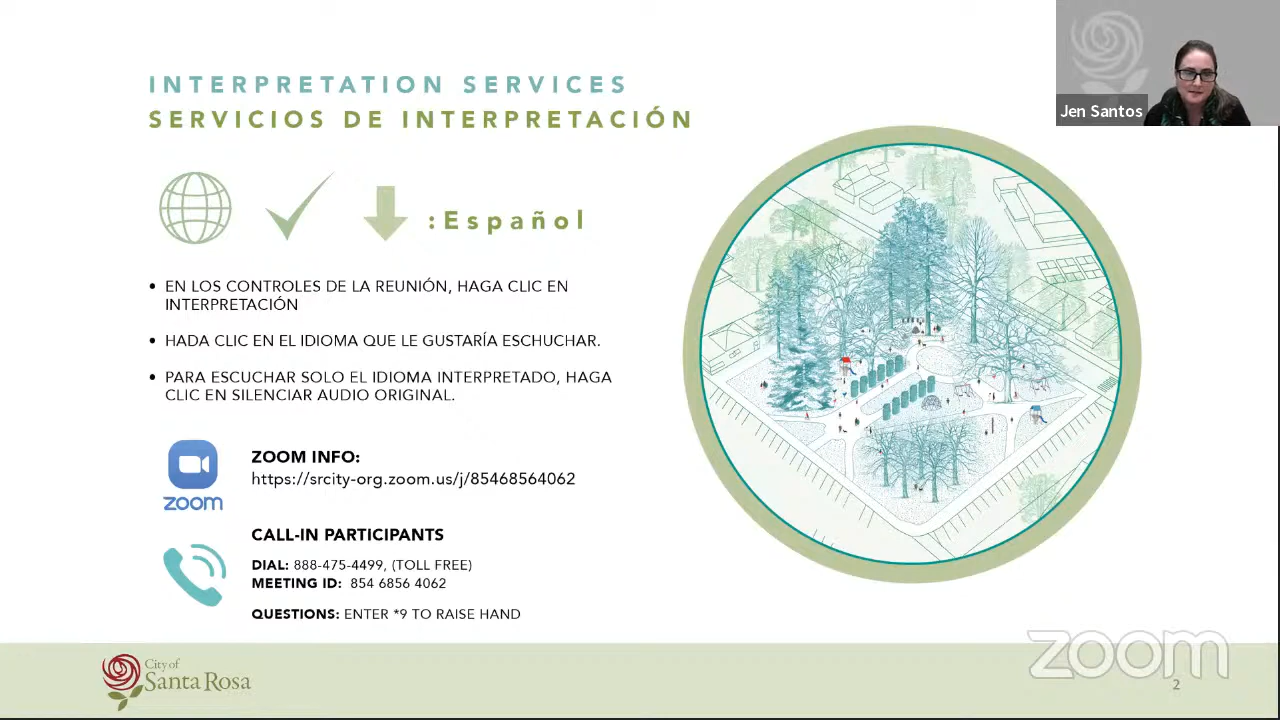 INTERPRETATION SERVICES
SERVICIOS DE INTERPRETACIÓN
:Español
• EN LOS CONTROLES DE LA REUNIÓN, HAGA CLIC EN
INTERPRETACIÓN
• HADA CLIC EN EL IDIOMA QUE LE GUSTARÍA ESCHUCHAR.
• PARA ESCUCHAR SOLO EL IDIOMA INTERPRETADO, HAGA
CLIC EN SILENCIAR AUDIO ORIGINAL.
zoom
ZOOM INFO:
https://srcity-org.zoom.us/j/85468564062
CALL-IN PARTICIPANTS
DIAL: 888-475-4499, (TOLL FREE)
MEETING ID: 854 6856 4062
QUESTIONS: ENTER *9 TO RAISE HAND
Jen Santos
City of
Santa Rosa
zoom
2